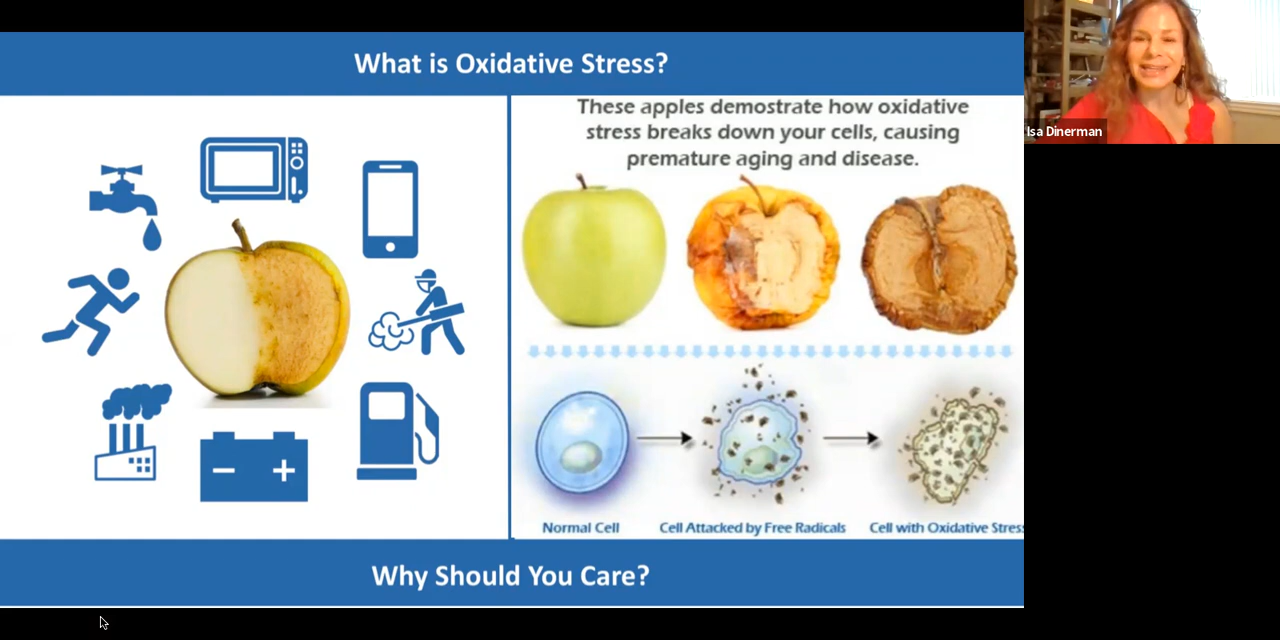 What is Oxidative Stress?
These apples demostrate how oxidative
stress breaks down your cells, causing
premature aging and disease.
Normal Cell
Cell Attacked by Free Radicals
Cell with Oxidative Stress
Why Should You Care?
Isa Dinerman